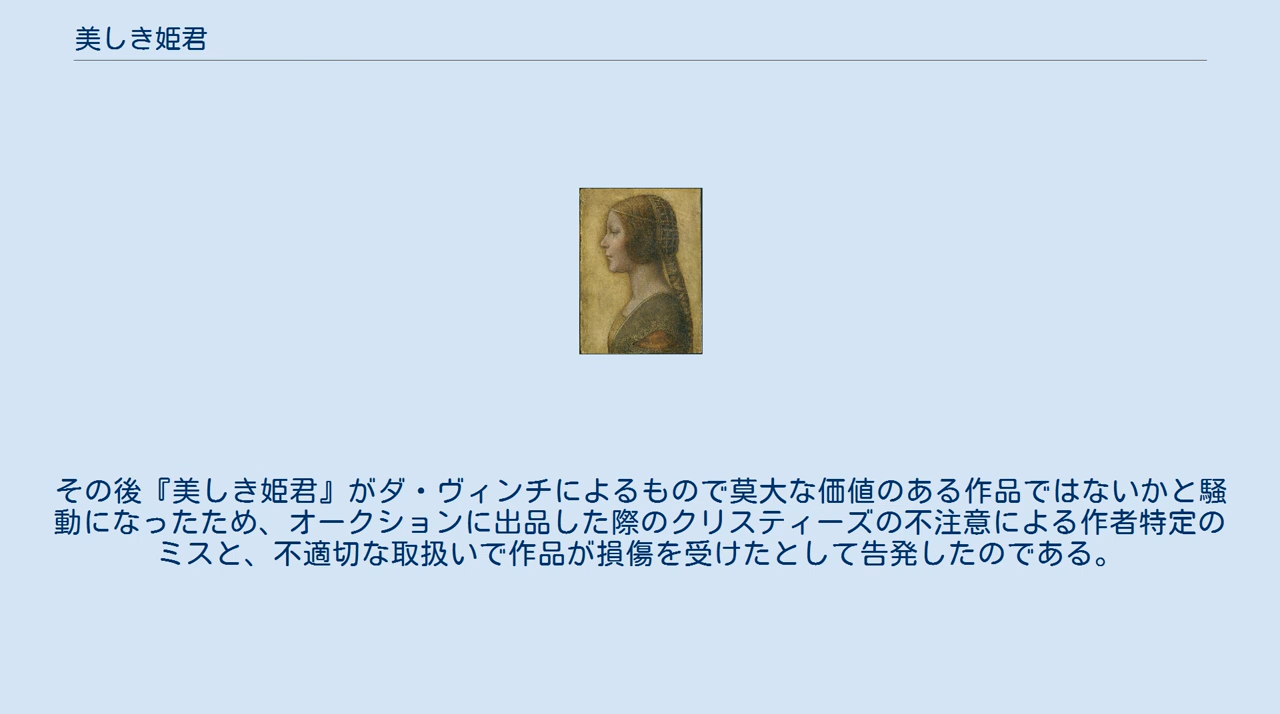 美しき姫君
その後『美しき姫君』がダ・ヴィンチによるもので莫大な価値のある作品ではないかと騒
動になったため、オークションに出品した際のクリスティーズの不注意による作者特定の
ミスと、不適切な取扱いで作品が損傷を受けたとして告発したのである。